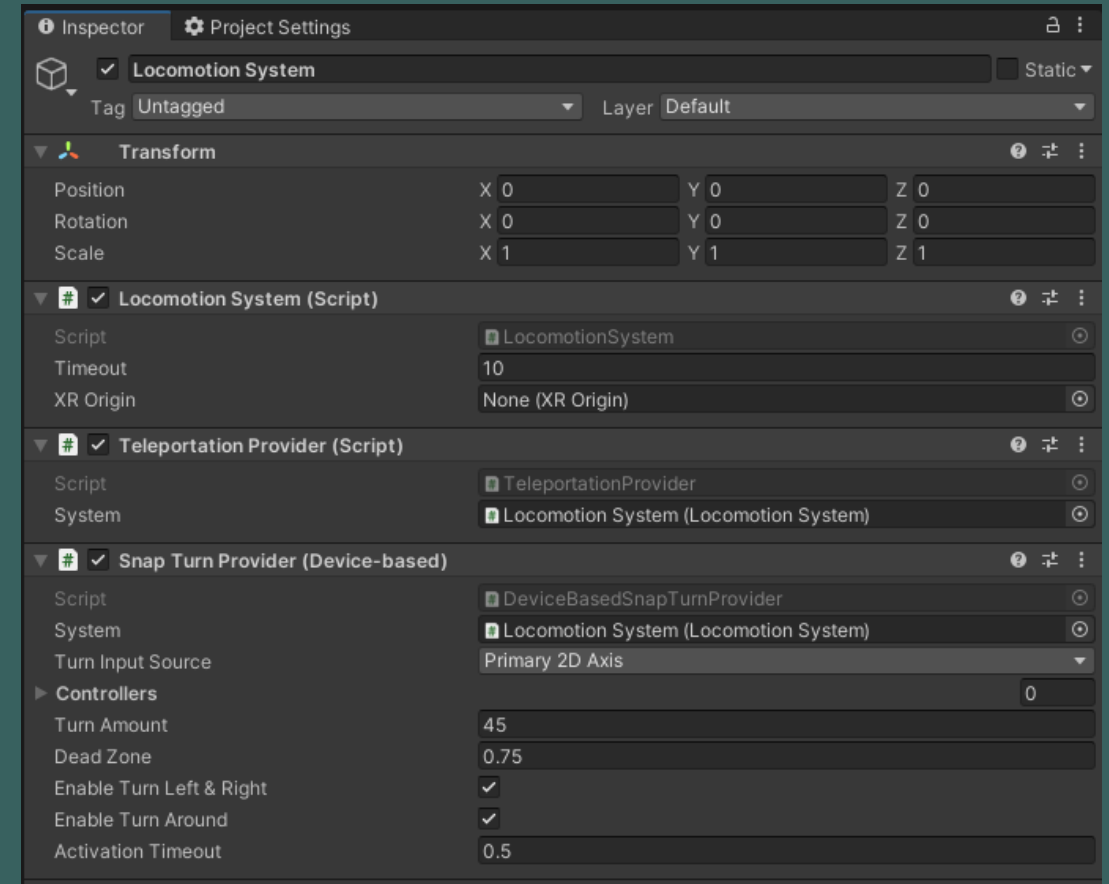 Inspector Project Settings
Locomotion System Static
Tag Untagged Layer Default
Transform
Position X 0 Y 0 Z 0
Rotation X 0 Y 0 Z 0
Scale X 1 Y 1 Z 1
# Locomotion System (Script)
Script # LocomotionSystem
Timeout 10
XR Origin None (XR Origin)
# Teleportation Provider (Script)
Script # TeleportationProvider
System # Locomotion System (Locomotion System)
# Snap Turn Provider (Device-based)
Script # DeviceBasedSnapTurnProvider
System # Locomotion System (Locomotion System)
Turn Input Source Primary 2D Axis
Controllers 0
Turn Amount 45
Dead Zone 0.75
Enable Turn Left & Right
Enable Turn Around
Activation Timeout 0.5